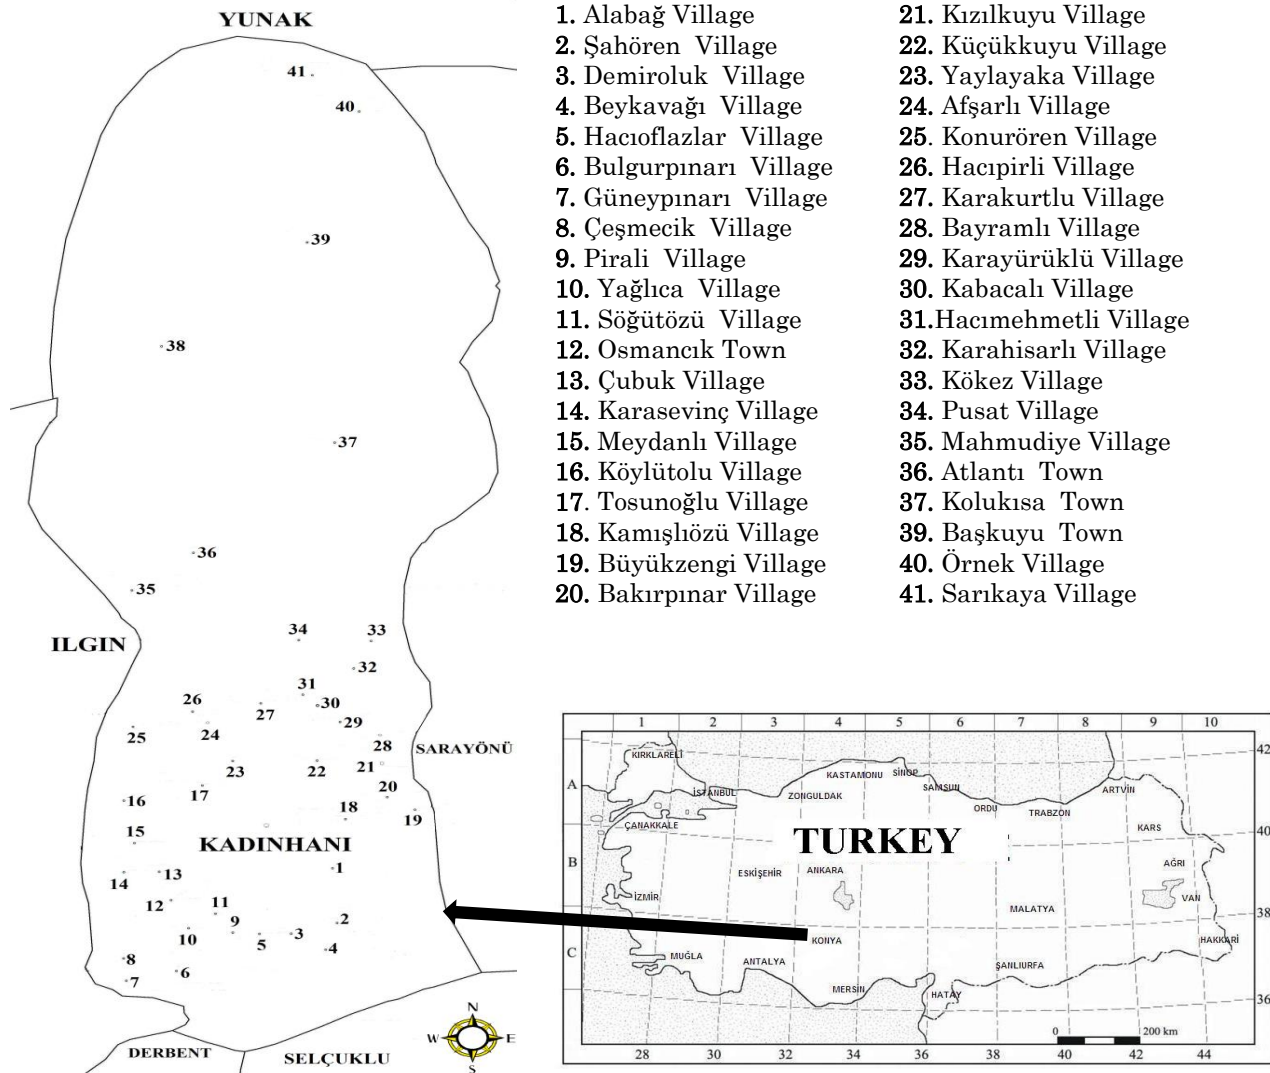 YUNAK
41
40
39
38
37
36
35
ILGIN
34
33
32
31
30
26
27
29
25
24
28
SARAYÖNÜ
23
22
21
20
16
17
18
19
15
KADINHANI
1
14
13
12
11
2
10
9
5
3
4
8
6
7
DERBENT
SELÇUKLU
N
W
E
S
1. Alabağ Village
2. Şahören Village
3. Demiroluk Village
4. Beykavağı Village
5. Hacıoflazlar Village
6. Bulgurpınarı Village
7. Güneypınarı Village
8. Çeşmecik Village
9. Pirali Village
10. Yağlıca Village
11. Söğütözü Village
12. Osmancık Town
13. Çubuk Village
14. Karasevinç Village
15. Meydanlı Village
16. Köylütolu Village
17. Tosunoğlu Village
18. Kamışlıözü Village
19. Büyükzengi Village
20. Bakırpınar Village
21. Kızılkuyu Village
22. Küçükkuyu Village
23. Yaylayaka Village
24. Afşarlı Village
25. Konurören Village
26. Hacıpirli Village
27. Karakurtlu Village
28. Bayramlı Village
29. Karayürüklü Village
30. Kabacalı Village
31.Hacımehmetli Village
32. Karahisarlı Village
33. Kökez Village
34. Pusat Village
35. Mahmudiye Village
36. Atlantı Town
37. Kolukısa Town
39. Başkuyu Town
40. Örnek Village
41. Sarıkaya Village
1 2 3 4 5 6 7 8 9 10
42
KIRKLARELİ
A
İSTANBUL
ZONGULDAK
KASTAMONU
SİNOP
SAMSUN
ORDU
TRABZON
ARTVİN
ÇANAKKALE
TURKEY
KARS
40
B
ESKİŞEHİR
ANKARA
AĞRI
İZMİR
MALATYA
VAN
38
C
KONYA
HAKKARİ
MUĞLA
ANTALYA
ŞANLIURFA
MERSİN
HATAY
36
0 200 km
28 30 32 34 36 38 40 42 44